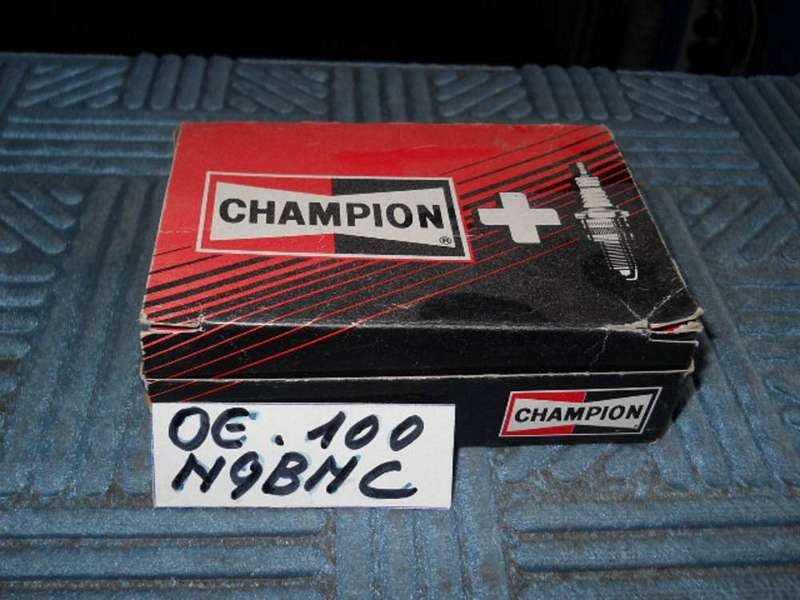 CHAMPION
®
CHAMPION
OE.100
N9BMC